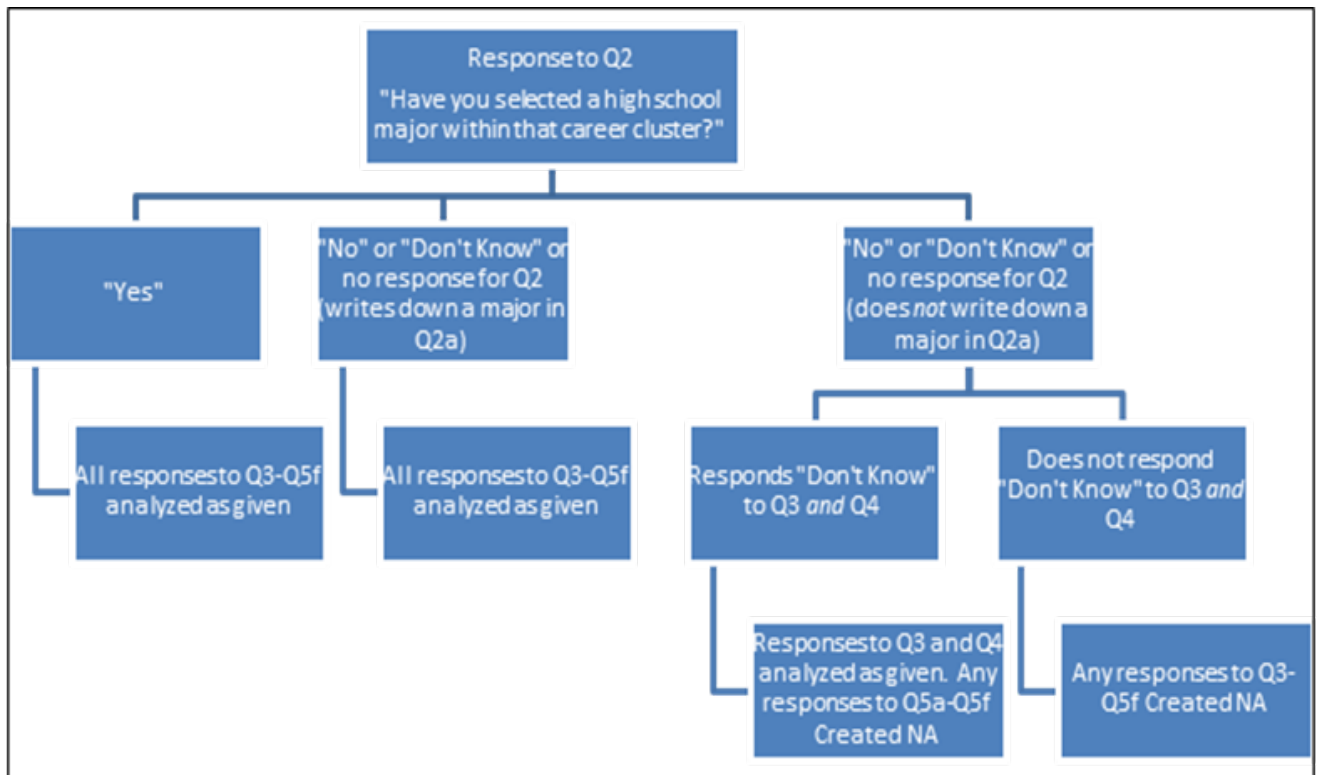 Response to Q2
"Have you selected a high school
major within that career cluster?"
"Yes"
"No" or "Don't Know" or
no response for Q2
(writes down a major in
Q2a)
"No" or "Don't Know" or
no response for Q2
(does not write down a
major in Q2a)
All responses to Q3-Q5f
analyzed as given
All responses to Q3-Q5f
analyzed as given
Responds "Don't Know"
to Q3 and Q4
Does not respond
"Don't Know" to Q3 and
Q4
Responses to Q3 and Q4
analyzed as given. Any
responses to Q5a-Q5f
Created NA
Any responses to Q3-
Q5f Created NA